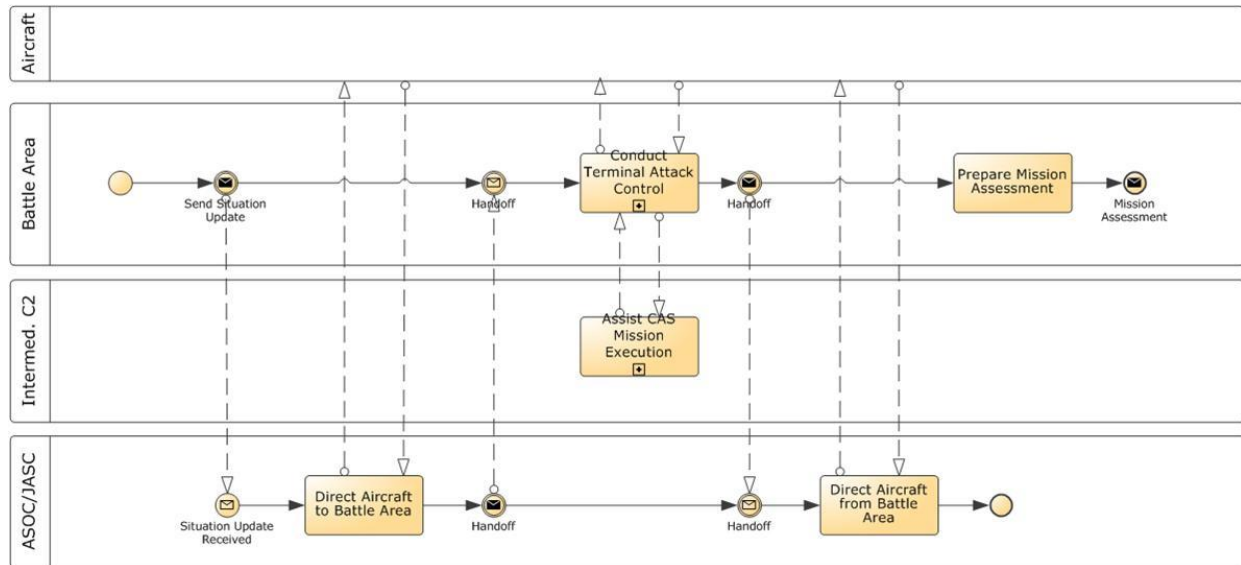 Aircraft
Battle Area
Send Situation
Update
Handoff
Conduct
Terminal Attack
Control
Handoff
Prepare Mission
Assessment
Mission
Assessment
Intermed. C2
Assist CAS
Mission
Execution
ASOC/JASC
Situation Update
Received
Direct Aircraft
to Battle Area
Handoff
Handoff
Direct Aircraft
from Battle
Area